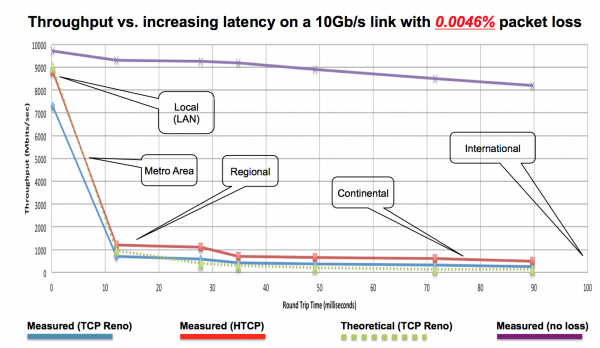 Throughput vs. increasing latency on a 10Gb/s link with 0.0046% packet loss
10000
9000
8000
7000
6000
5000
4000
3000
2000
1000
0
Throughput (Mbits/sec)
Local
(LAN)
Metro Area
Regional
Continental
International
0 10 20 30 40 50 60 70 80 90 100
Round Trip Time (milliseconds)
Measured (TCP Reno) Measured (HTCP) Theoretical (TCP Reno) Measured (no loss)